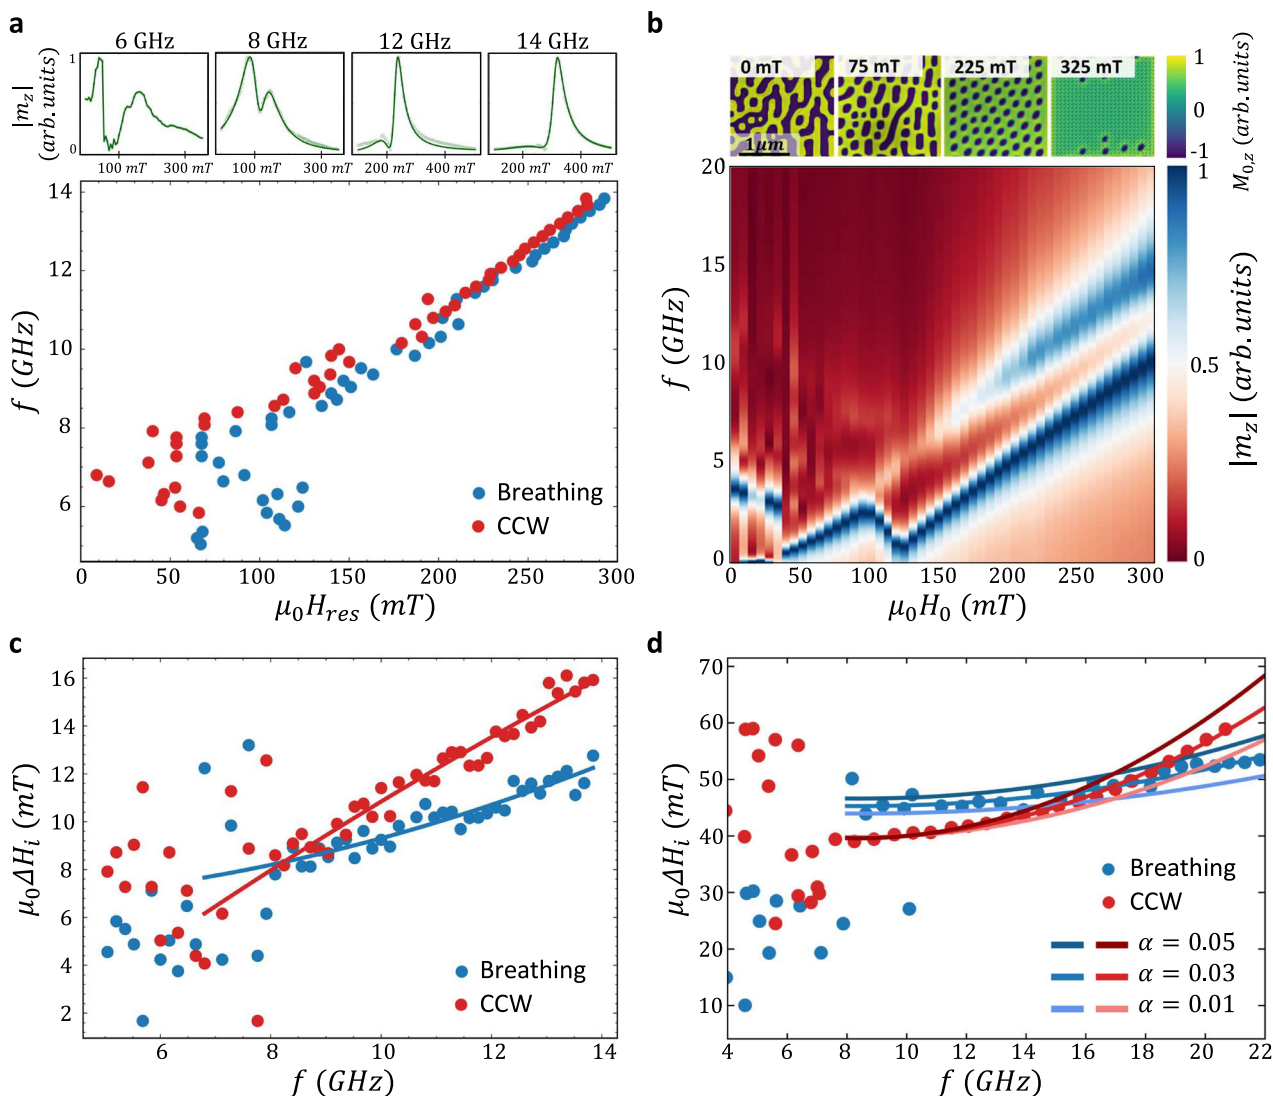 a
6 GHz
8 GHz
12 GHz
14 GHz
|m_z|
(arb. units)
1
0
100 mT
300 mT
100 mT
300 mT
200 mT
400 mT
200 mT
400 mT
f (GHz)
14
12
10
8
6
Breathing
CCW
0
50
100
150
200
250
300
μ₀H_res (mT)
b
0 mT
75 mT
225 mT
325 mT
1μm
1
0
-1
M_{0,z} (arb. units)
f (GHz)
20
15
10
5
0
0
50
100
150
200
250
300
μ₀H₀ (mT)
1
0.5
0
|m_z| (arb. units)
c
μ₀ΔH_i (mT)
16
14
12
10
8
6
4
2
Breathing
CCW
6
8
10
12
14
f (GHz)
d
μ₀ΔH_i (mT)
70
60
50
40
30
20
10
Breathing
CCW
α = 0.05
α = 0.03
α = 0.01
4
6
8
10
12
14
16
18
20
22
f (GHz)